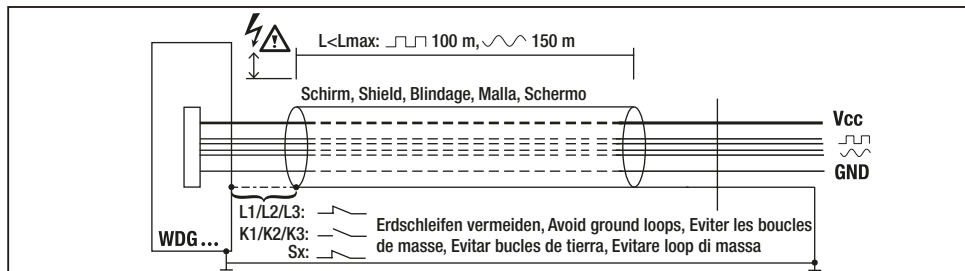 L<Lmax: 100 m, 150 m
Schirm, Shield, Blindage, Malla, Schermo
Vcc
GND
L1/L2/L3:
K1/K2/K3:
Sx:
Erdschleifen vermeiden, Avoid ground loops, Eviter les boucles
de masse, Evitar bucles de tierra, Evitare loop di massa
WDG...